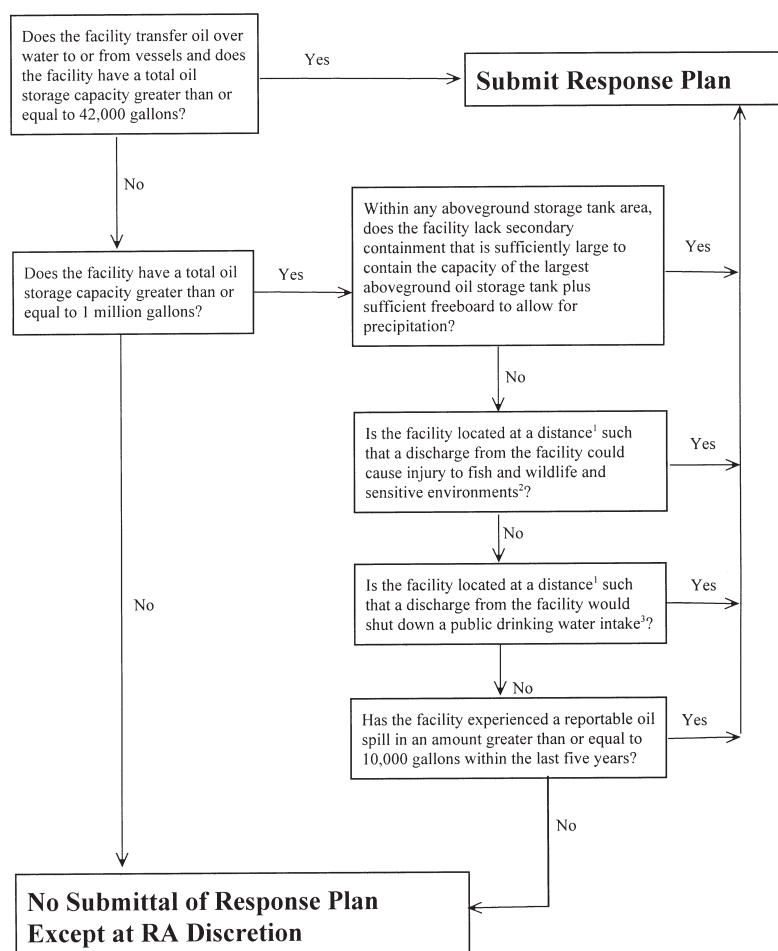 Does the facility transfer oil over
water to or from vessels and does
the facility have a total oil
storage capacity greater than or
equal to 42,000 gallons?
Yes
Submit Response Plan
No
Within any aboveground storage tank area,
does the facility lack secondary
containment that is sufficiently large to
contain the capacity of the largest
aboveground oil storage tank plus
sufficient freeboard to allow for
precipitation?
Yes
Does the facility have a total oil
storage capacity greater than or
equal to 1 million gallons?
Yes
No
Is the facility located at a distance¹ such
that a discharge from the facility could
cause injury to fish and wildlife and
sensitive environments²?
Yes
No
Is the facility located at a distance¹ such
that a discharge from the facility would
shut down a public drinking water intake³?
Yes
No
No
Has the facility experienced a reportable oil
spill in an amount greater than or equal to
10,000 gallons within the last five years?
Yes
No
No Submittal of Response Plan
Except at RA Discretion